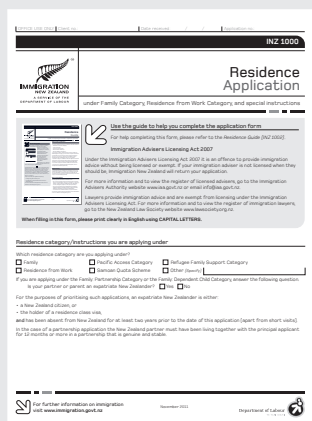 OFFICE USE ONLY Client no. Date received / / Application no.
INZ 1000
IMMIGRATION
NEW ZEALAND
A SERVICE OF THE
DEPARTMENT OF LABOUR
Residence
Application
under Family Category, Residence from Work Category, and special instructions
Use the guide to help you complete the application form
For help completing this form, please refer to the Residence Guide (INZ 1002).
Immigration Advisers Licensing Act 2007
Under the Immigration Advisers Licensing Act 2007 it is an offence to provide immigration
advice without being licensed or exempt. If your immigration adviser is not licensed when they
should be, Immigration New Zealand will return your application.
For more information and to view the register of licensed advisers, go to the Immigration
Advisers Authority website www.iaa.govt.nz or email info@iaa.govt.nz
Lawyers provide immigration advice and are exempt from licensing under the Immigration
Advisers Licensing Act. For more information and to view the register of immigration lawyers,
go to the New Zealand Law Society website www.lawsociety.org.nz.
When filling in this form, please print clearly in English using CAPITAL LETTERS.
Residence category/instructions you are applying under
Which residence category are you applying under?
Family Pacific Access Category Refugee Family Support Category
Residence from Work Samoan Quota Scheme Other (Specify)
If you are applying under the Family Partnership Category or the Family Dependent Child Category, answer the following question.
Is your partner or parent an expatriate New Zealander? Yes No
For the purposes of prioritising such applications, an expatriate New Zealander is either:
• a New Zealand citizen, or
• the holder of a residence class visa,
and has been absent from New Zealand for at least two years prior to the date of this application (apart from short visits).
In the case of a partnership application the New Zealand partner must have been living together with the principal applicant
for 12 months or more in a partnership that is genuine and stable.
For further information on immigration
visit www.immigration.govt.nz
November 2011
Department of Labour